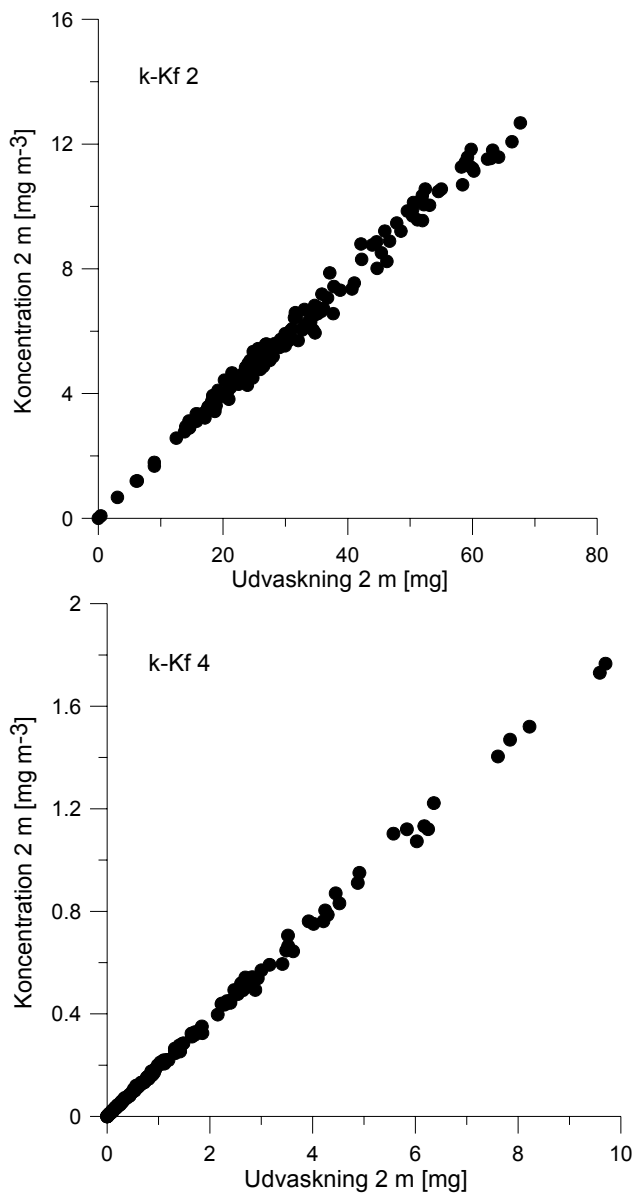 16
k-Kf 2
12
8
4
0
Koncentration 2 m [mg m-3]
0 20 40 60 80
Udvaskning 2 m [mg]
2
k-Kf 4
1.6
1.2
0.8
0.4
0
Koncentration 2 m [mg m-3]
0 2 4 6 8 10
Udvaskning 2 m [mg]